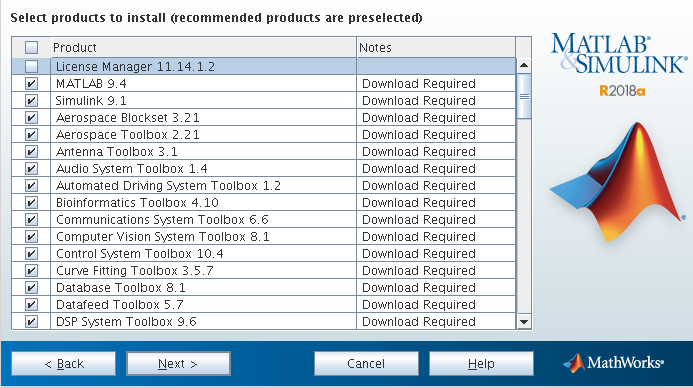 Select products to install (recommended products are preselected)
Product Notes
License Manager 11.14.1.2
MATLAB 9.4 Download Required
Simulink 9.1 Download Required
Aerospace Blockset 3.21 Download Required
Aerospace Toolbox 2.21 Download Required
Antenna Toolbox 3.1 Download Required
Audio System Toolbox 1.4 Download Required
Automated Driving System Toolbox 1.2 Download Required
Bioinformatics Toolbox 4.10 Download Required
Communications System Toolbox 6.6 Download Required
Computer Vision System Toolbox 8.1 Download Required
Control System Toolbox 10.4 Download Required
Curve Fitting Toolbox 3.5.7 Download Required
Database Toolbox 8.1 Download Required
Datafeed Toolbox 5.7 Download Required
DSP System Toolbox 9.6 Download Required
MATLAB®
&SIMULINK®
R2018a
®
< Back Next > Cancel Help MathWorks®